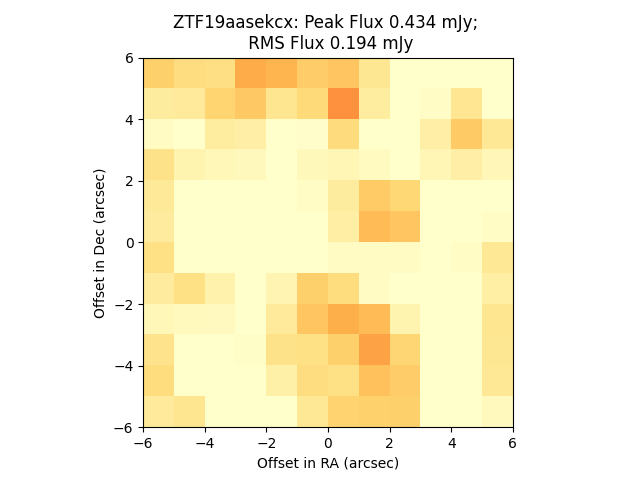 ZTF19aasekcx: Peak Flux 0.434 mJy;
RMS Flux 0.194 mJy
6
4
2
0
−2
−4
−6
Offset in Dec (arcsec)
−6 −4 −2 0 2 4 6
Offset in RA (arcsec)